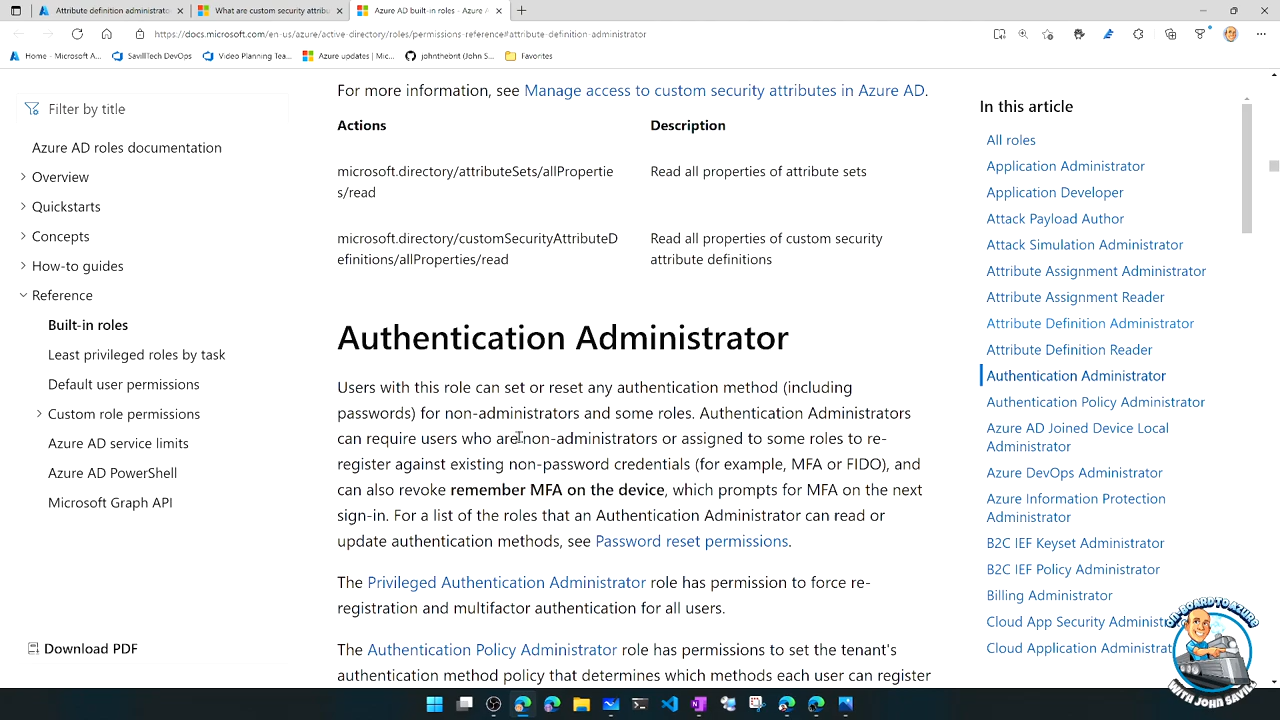 Attribute definition administrator
What are custom security attribu
Azure AD built-in roles - Azure A
https://docs.microsoft.com/en-us/azure/active-directory/roles/permissions-reference#attribute-definition-administrator
Home - Microsoft A...
SavillTech DevOps
Video Planning Tea...
Azure updates | Mic...
johnthebrit (John S...
Favorites
Filter by title
Azure AD roles documentation
Overview
Quickstarts
Concepts
How-to guides
Reference
Built-in roles
Least privileged roles by task
Default user permissions
Custom role permissions
Azure AD service limits
Azure AD PowerShell
Microsoft Graph API
Download PDF
For more information, see Manage access to custom security attributes in Azure AD.
Actions Description
microsoft.directory/attributeSets/allPropertie
s/read
Read all properties of attribute sets
microsoft.directory/customSecurityAttributeD
efinitions/allProperties/read
Read all properties of custom security
attribute definitions
Authentication Administrator
Users with this role can set or reset any authentication method (including
passwords) for non-administrators and some roles. Authentication Administrators
can require users who are non-administrators or assigned to some roles to re-
register against existing non-password credentials (for example, MFA or FIDO), and
can also revoke remember MFA on the device, which prompts for MFA on the next
sign-in. For a list of the roles that an Authentication Administrator can read or
update authentication methods, see Password reset permissions.
The Privileged Authentication Administrator role has permission to force re-
registration and multifactor authentication for all users.
The Authentication Policy Administrator role has permissions to set the tenant's
authentication method policy that determines which methods each user can register
In this article
All roles
Application Administrator
Application Developer
Attack Payload Author
Attack Simulation Administrator
Attribute Assignment Administrator
Attribute Assignment Reader
Attribute Definition Administrator
Attribute Definition Reader
Authentication Administrator
Authentication Policy Administrator
Azure AD Joined Device Local
Administrator
Azure DevOps Administrator
Azure Information Protection
Administrator
B2C IEF Keyset Administrator
B2C IEF Policy Administrator
Billing Administrator
Cloud App Security Administ
Cloud Application Administrat
ON-BOARD TO AZURE
WITH JOHN SAVILL